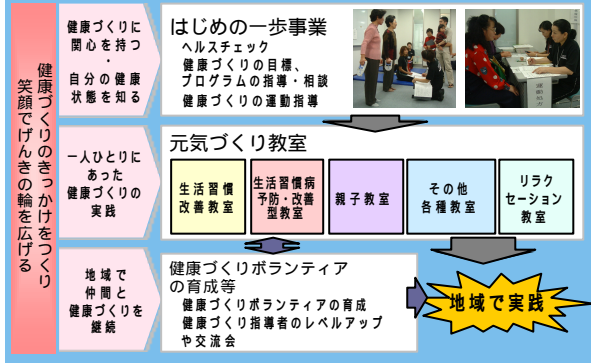 健康づくりのきっかけをつくり
笑顔でげんきの輪を広げる
健康づくりに
関心を持つ
・
自分の健康
状態を知る
はじめの一歩事業
ヘルスチェック
健康づくりの目標、
プログラムの指導・相談
健康づくりの運動指導
一人ひとりに
あった
健康づくりの
実践
元気づくり教室
生活習慣
改善教室
生活習慣病
予防・改善
型教室
親子教室
その他
各種教室
リラク
セーション
教室
地域で
仲間と
健康づくりを
継続
健康づくりボランティア
の育成等
健康づくりボランティアの育成
健康づくり指導者のレベルアップ
や交流会
地域で実践